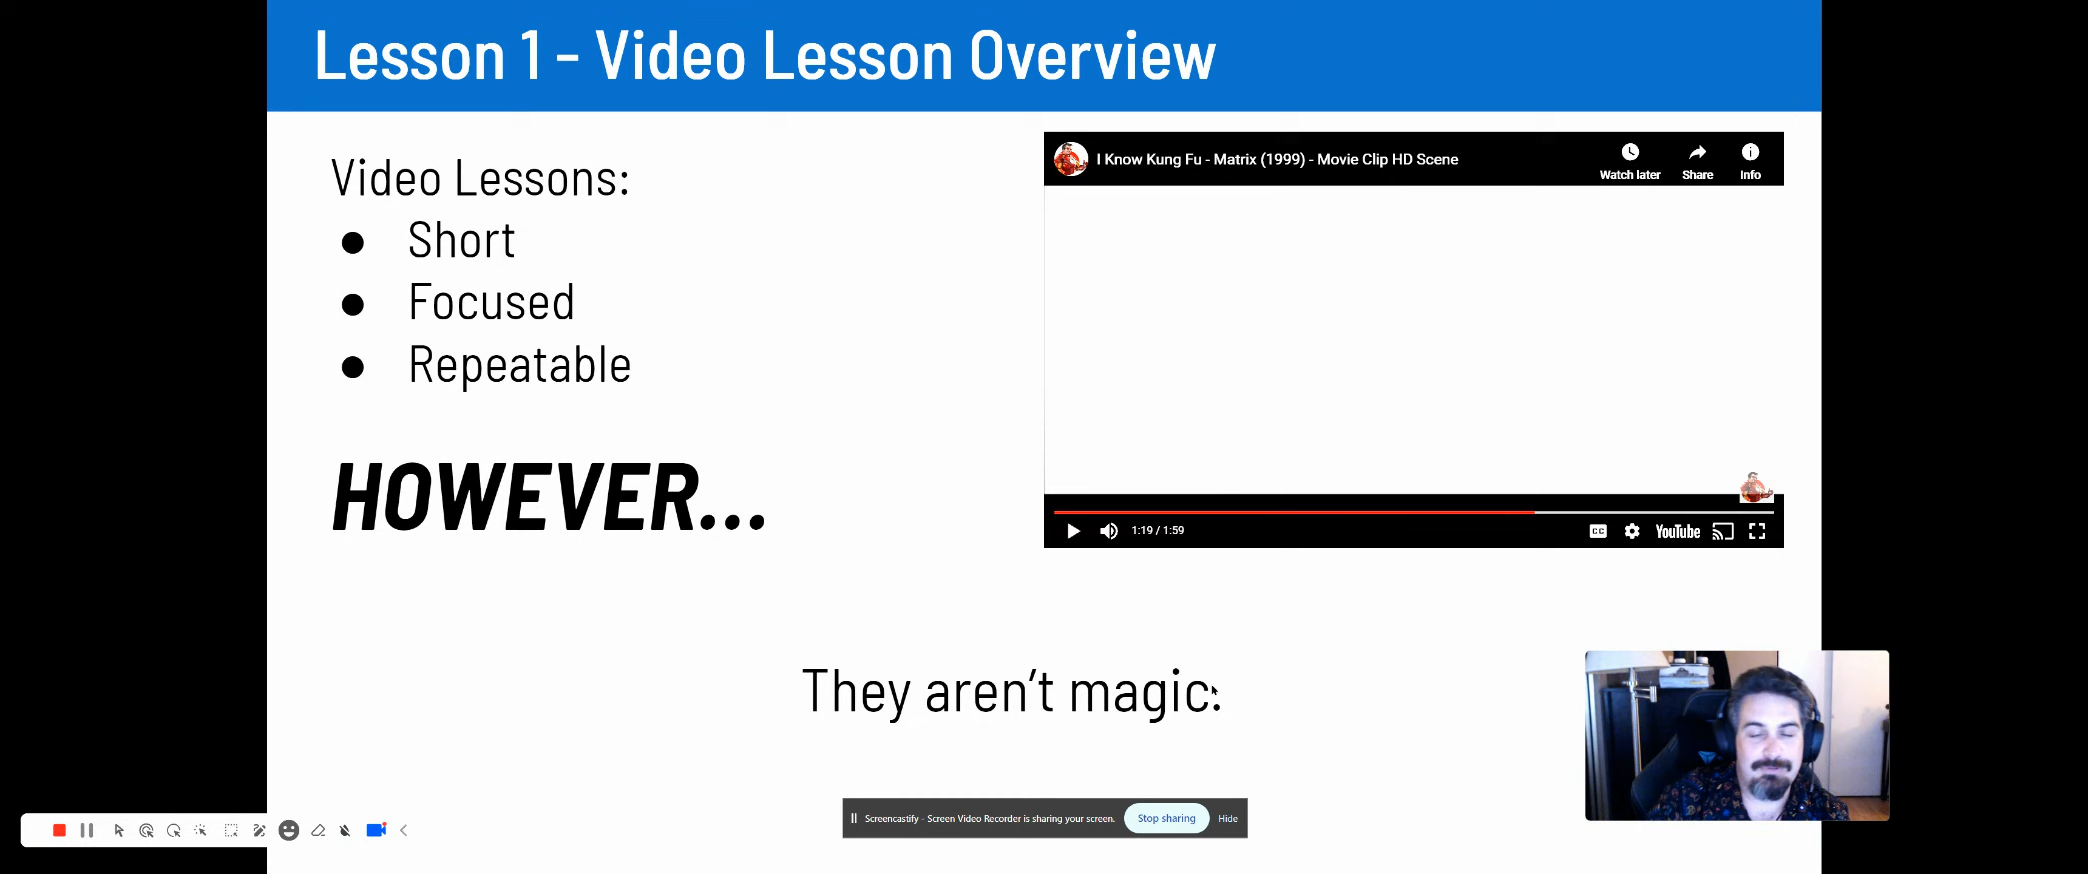 Lesson 1 - Video Lesson Overview
Video Lessons:
● Short
● Focused
● Repeatable
HOWEVER...
I Know Kung Fu - Matrix (1999) - Movie Clip HD Scene
Watch later
Share
Info
1:19 / 1:59
CC
YouTube
They aren't magic.
Screencastify - Screen Video Recorder is sharing your screen.
Stop sharing
Hide